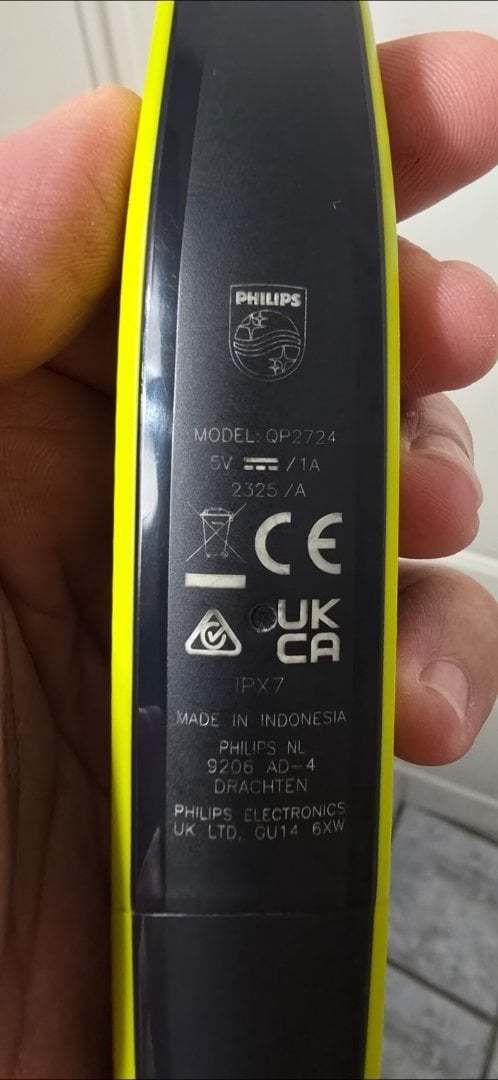 PHILIPS
MODEL: QP2724
5V ⎓ /1A
2325 /A
CE
UK
CA
IPX7
MADE IN INDONESIA
PHILIPS NL
9206 AD-4
DRACHTEN
PHILIPS ELECTRONICS
UK LTD, GU14 6XW